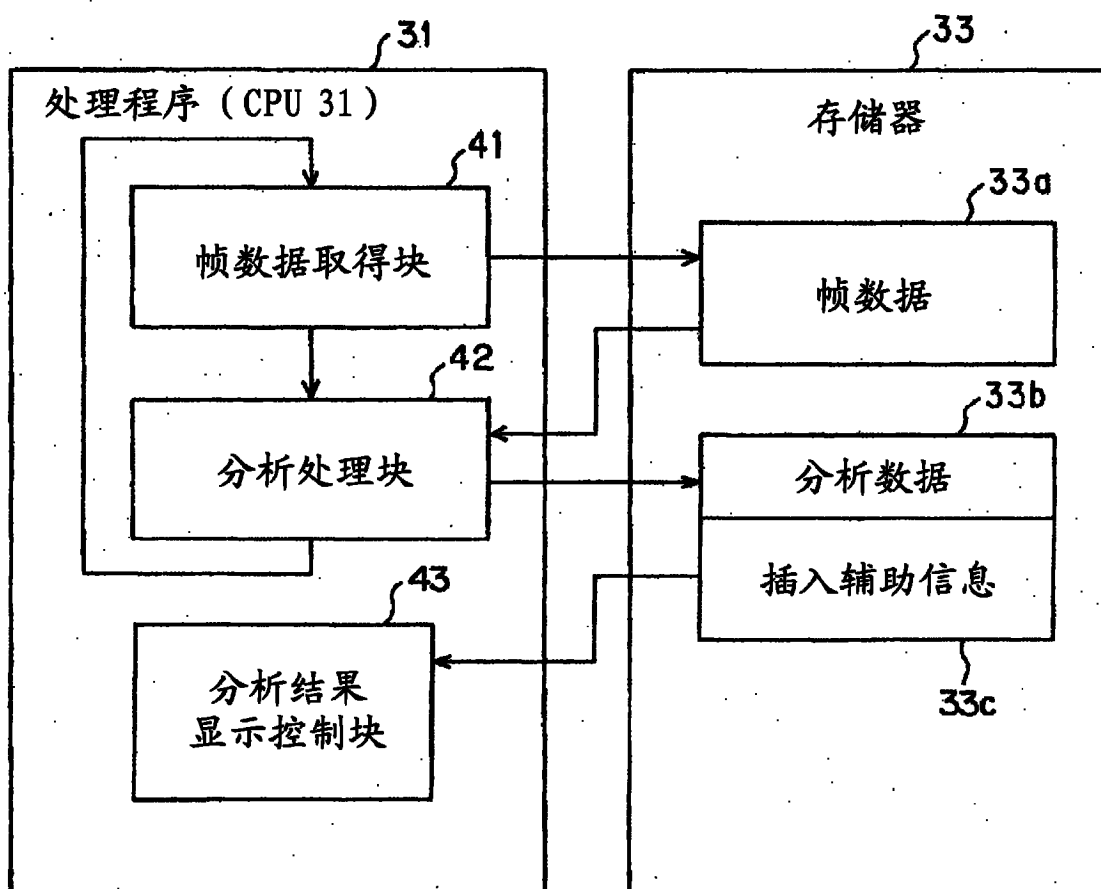 31
处理程序（CPU 31）
41
帧数据取得块
42
分析处理块
43
分析结果
显示控制块
33
存储器
33a
帧数据
33b
分析数据
插入辅助信息
33c